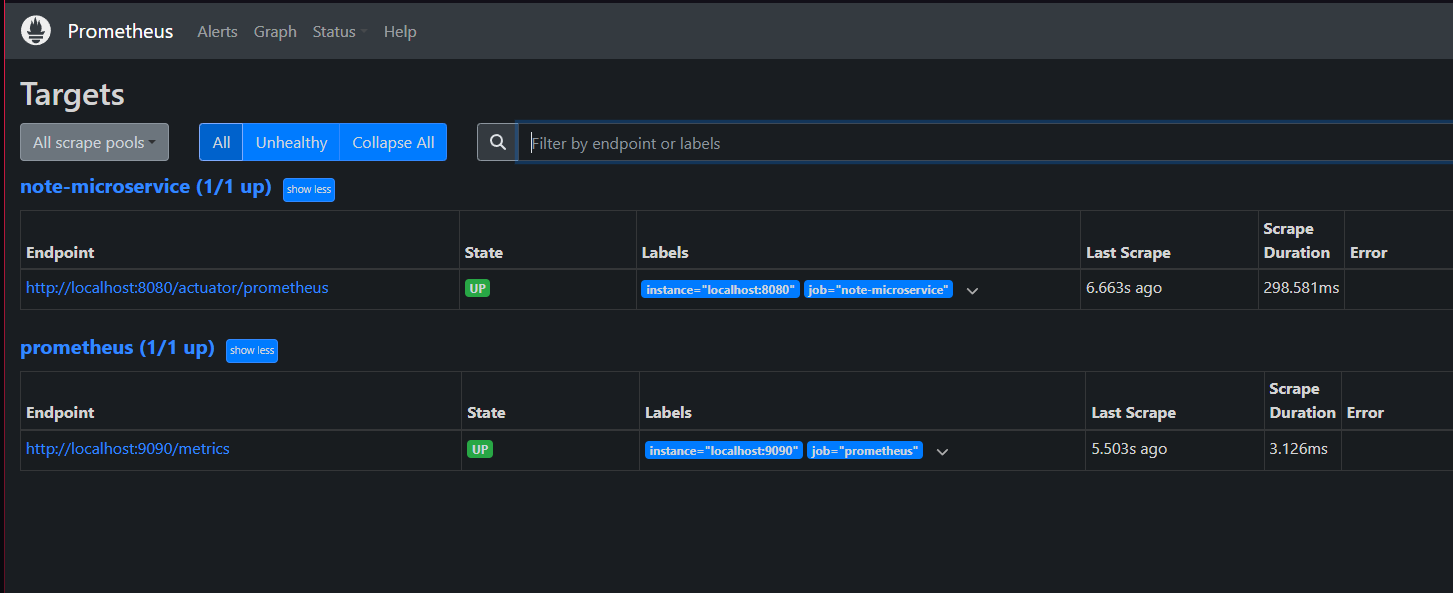 Prometheus Alerts Graph Status Help
Targets
All scrape pools All Unhealthy Collapse All Filter by endpoint or labels
note-microservice (1/1 up) show less
Endpoint State Labels Last Scrape Scrape Duration Error
http://localhost:8080/actuator/prometheus UP instance="localhost:8080" job="note-microservice" 6.663s ago 298.581ms
prometheus (1/1 up) show less
Endpoint State Labels Last Scrape Scrape Duration Error
http://localhost:9090/metrics UP instance="localhost:9090" job="prometheus" 5.503s ago 3.126ms